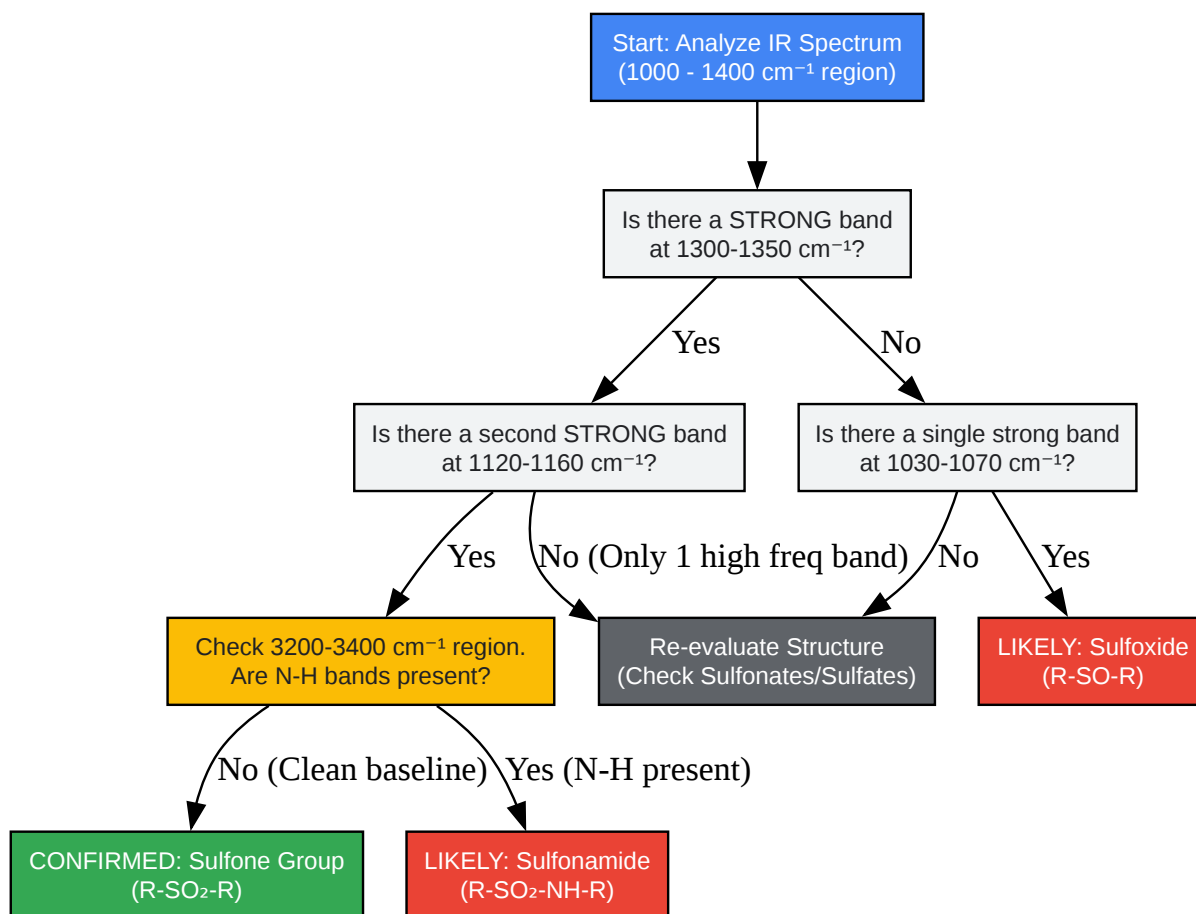 Start: Analyze IR Spectrum
(1000 - 1400 cm⁻¹ region)
Is there a STRONG band
at 1300-1350 cm⁻¹?
Yes
No
Is there a second STRONG band
at 1120-1160 cm⁻¹?
Is there a single strong band
at 1030-1070 cm⁻¹?
Yes
No (Only 1 high freq band)
No
Yes
Check 3200-3400 cm⁻¹ region.
Are N-H bands present?
Re-evaluate Structure
(Check Sulfonates/Sulfates)
LIKELY: Sulfoxide
(R-SO-R)
No (Clean baseline)
Yes (N-H present)
CONFIRMED: Sulfone Group
(R-SO₂-R)
LIKELY: Sulfonamide
(R-SO₂-NH-R)